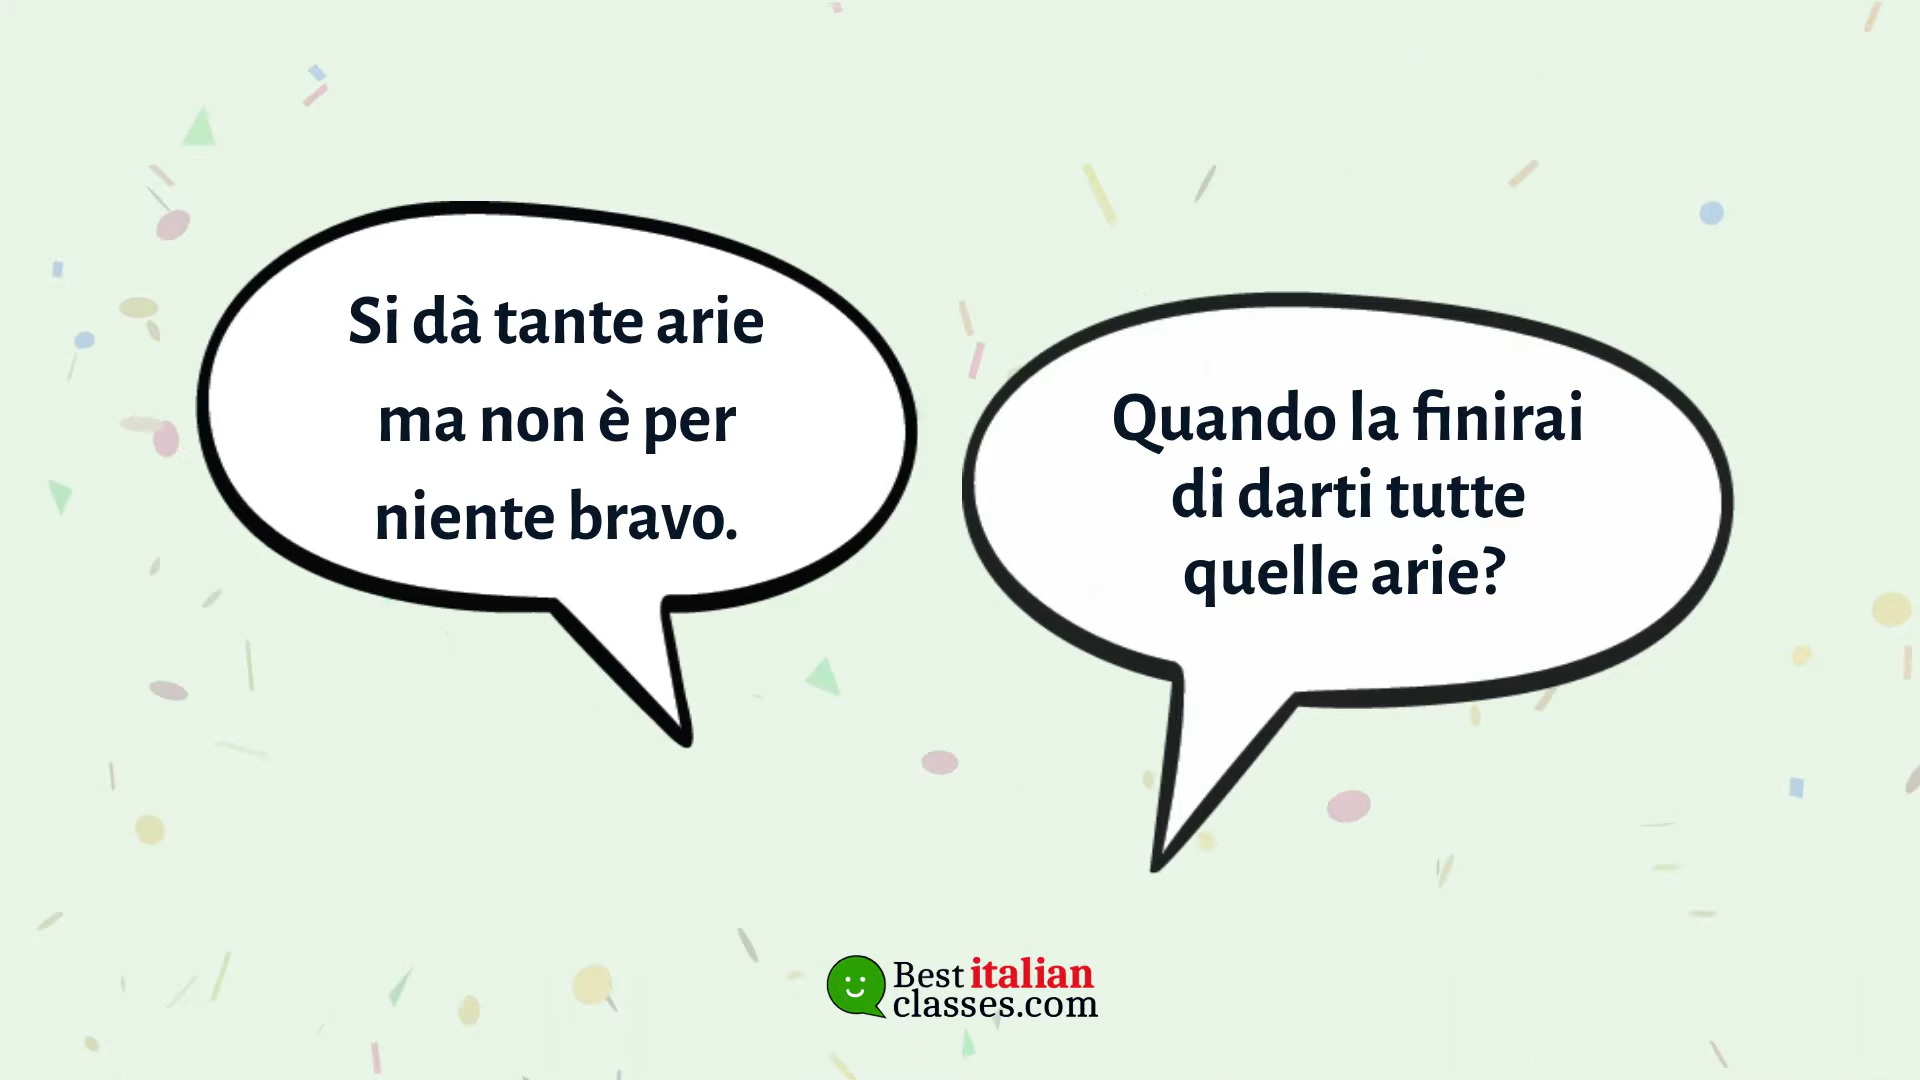 Si dà tante arie
ma non è per
niente bravo.
Quando la finirai
di darti tutte
quelle arie?
Best italian
classes.com